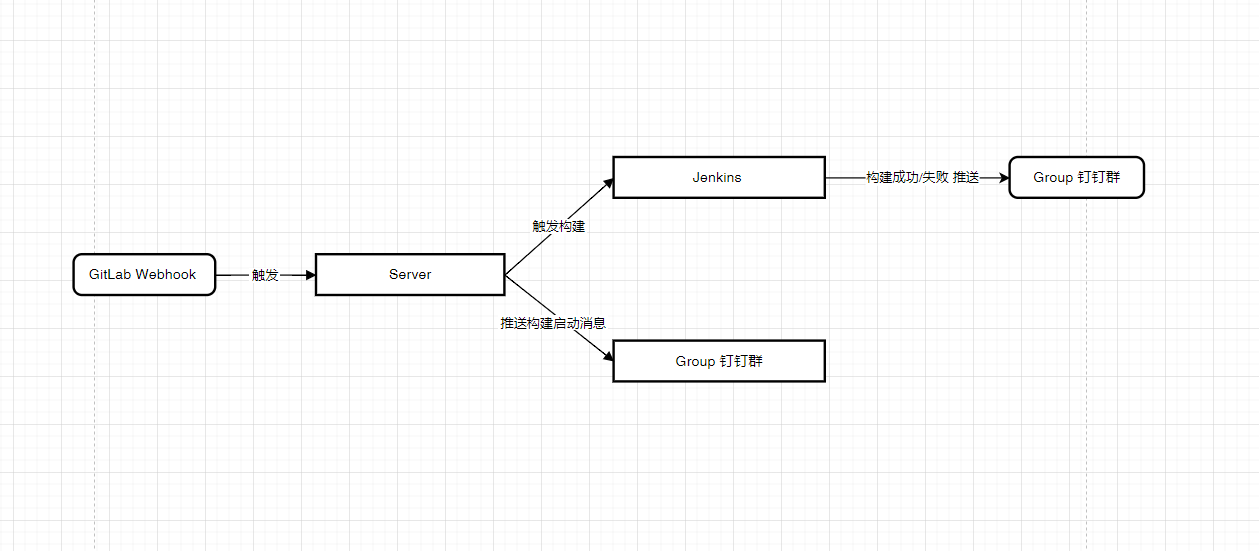 Jenkins
构建成功/失败 推送
Group 钉钉群
触发构建
GitLab Webhook
触发
Server
推送构建启动消息
Group 钉钉群